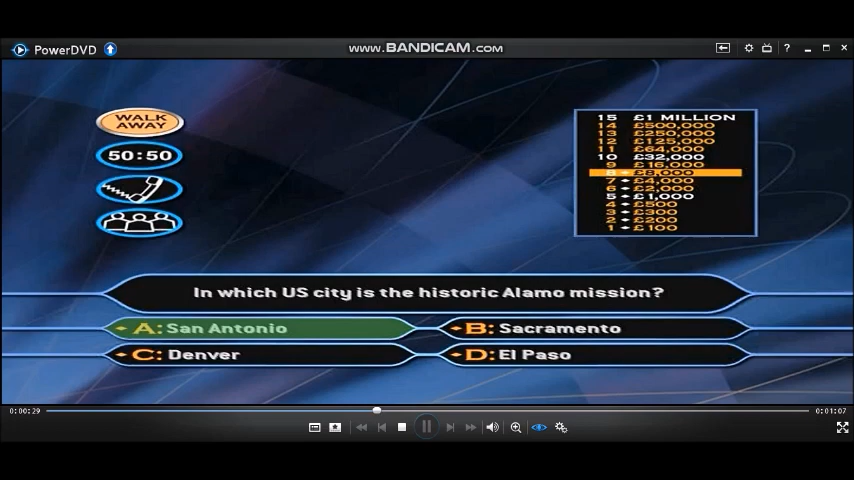 PowerDVD
www.BANDICAM.com
?
WALK
AWAY
50:50
15 £1 MILLION
14 £500,000
13 £250,000
12 £125,000
11 £64,000
10 £32,000
9 £16,000
8 £8,000
7 £4,000
6 £2,000
5 £1,000
4 £500
3 £300
2 £200
1 £100
In which US city is the historic Alamo mission?
A: San Antonio
B: Sacramento
C: Denver
D: El Paso
0:00:29
0:01:07